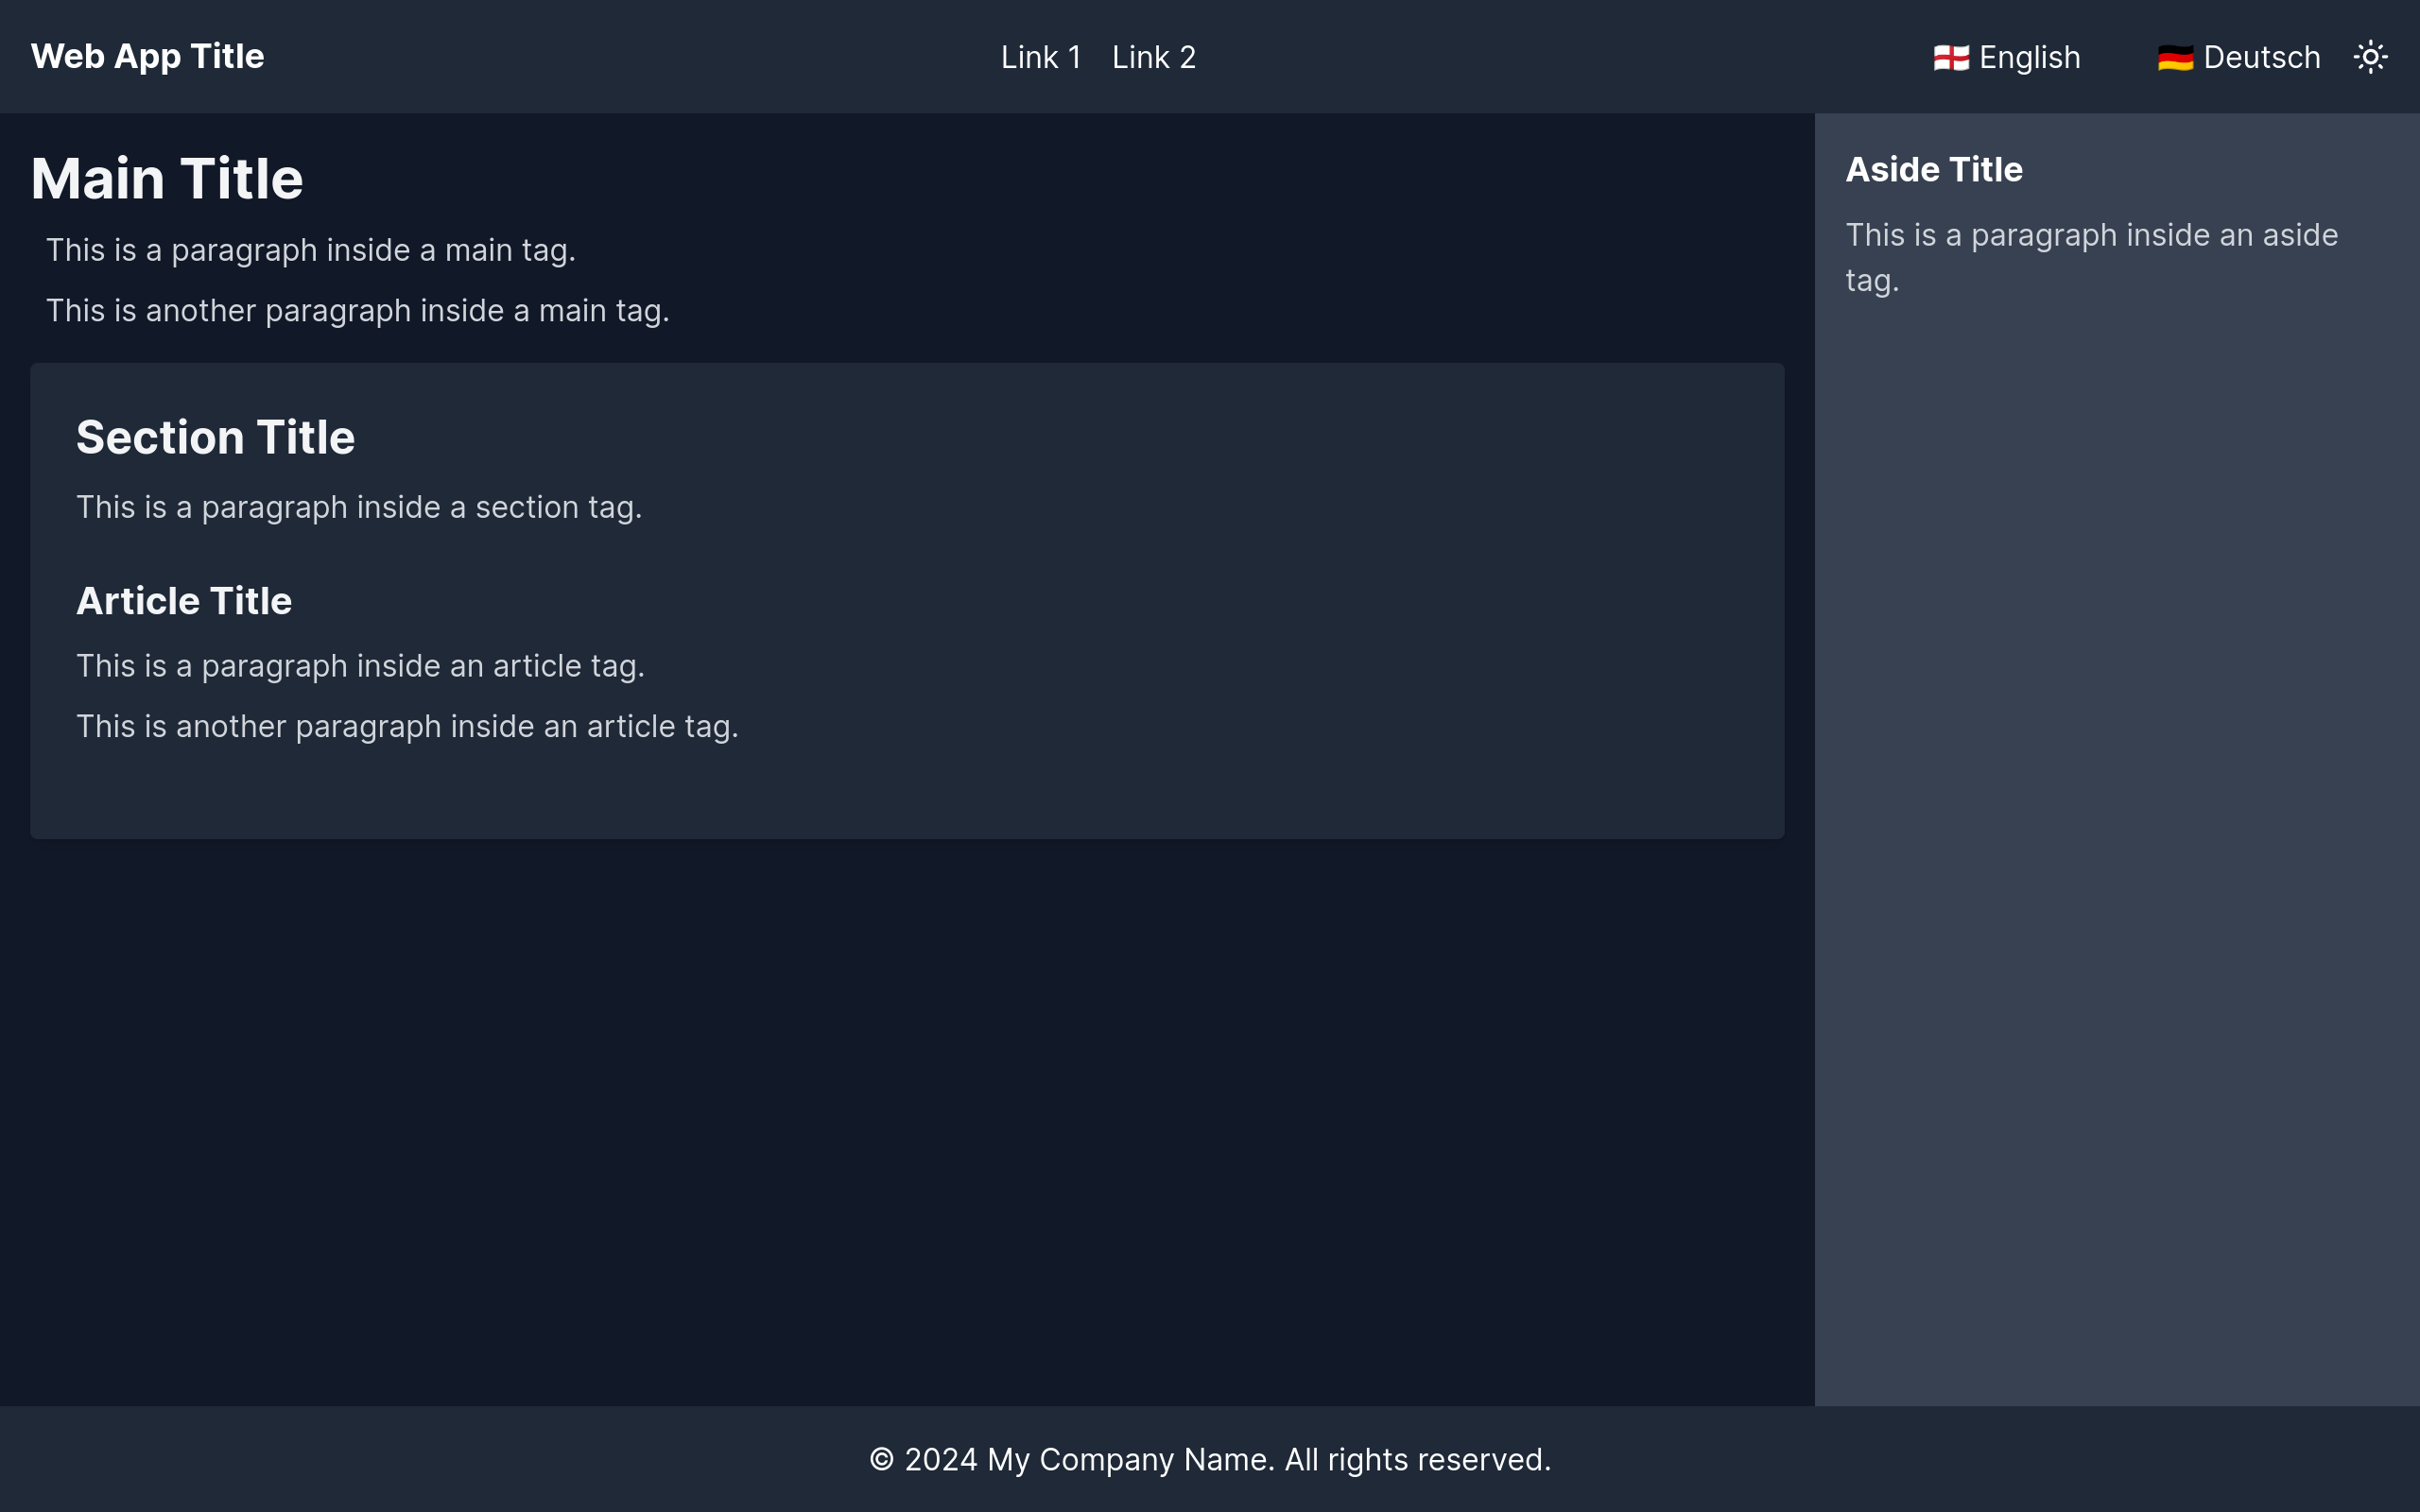 Web App Title
Link 1 Link 2
English Deutsch
Main Title
This is a paragraph inside a main tag.
This is another paragraph inside a main tag.
Section Title
This is a paragraph inside a section tag.
Article Title
This is a paragraph inside an article tag.
This is another paragraph inside an article tag.
Aside Title
This is a paragraph inside an aside
tag.
© 2024 My Company Name. All rights reserved.